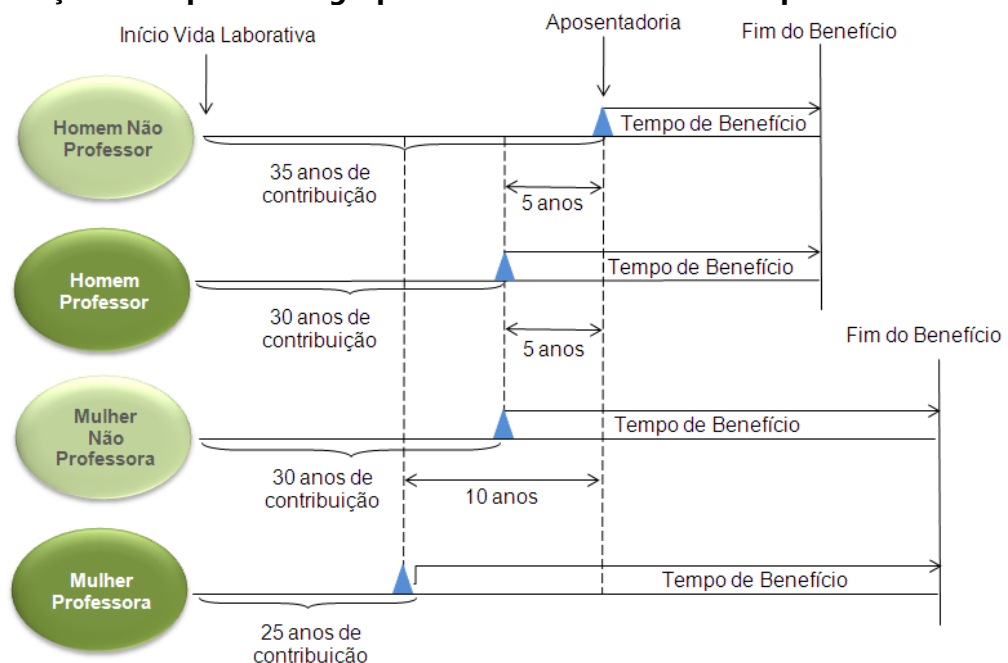 Início Vida Laborativa
Aposentadoria
Fim do Benefício
Homem Não
Professor
Tempo de Benefício
35 anos de
contribuição
5 anos
Homem
Professor
Tempo de Benefício
30 anos de
contribuição
5 anos
Fim do Benefício
Mulher
Não
Professora
Tempo de Benefício
30 anos de
contribuição
10 anos
Mulher
Professora
Tempo de Benefício
25 anos de
contribuição